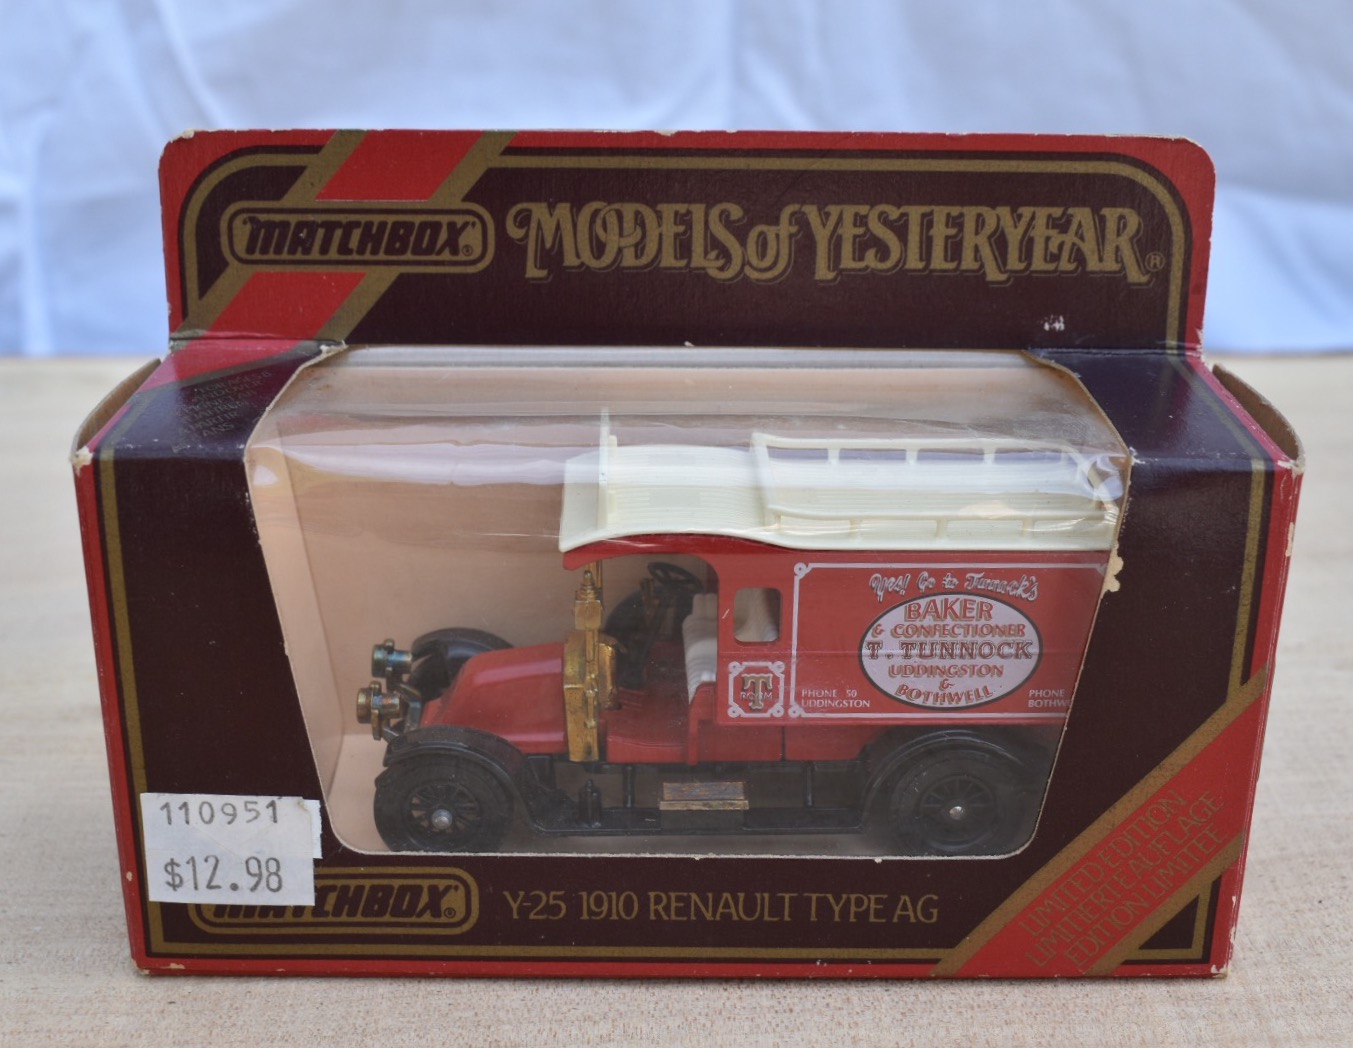 MATCHBOX®
MODELS of YESTERYEAR®
Yes! Go to Tunnock's
BAKER
& CONFECTIONER
T. TUNNOCK
UDDINGSTON
&
BOTHWELL
T
PHONE 50
UDDINGSTON
PHONE
110951
$12.98
MATCHBOX®
Y-25 1910 RENAULT TYPE AG
LIMITED EDITION
LIMITIERTE AUFLAGE
EDITION LIMITEE